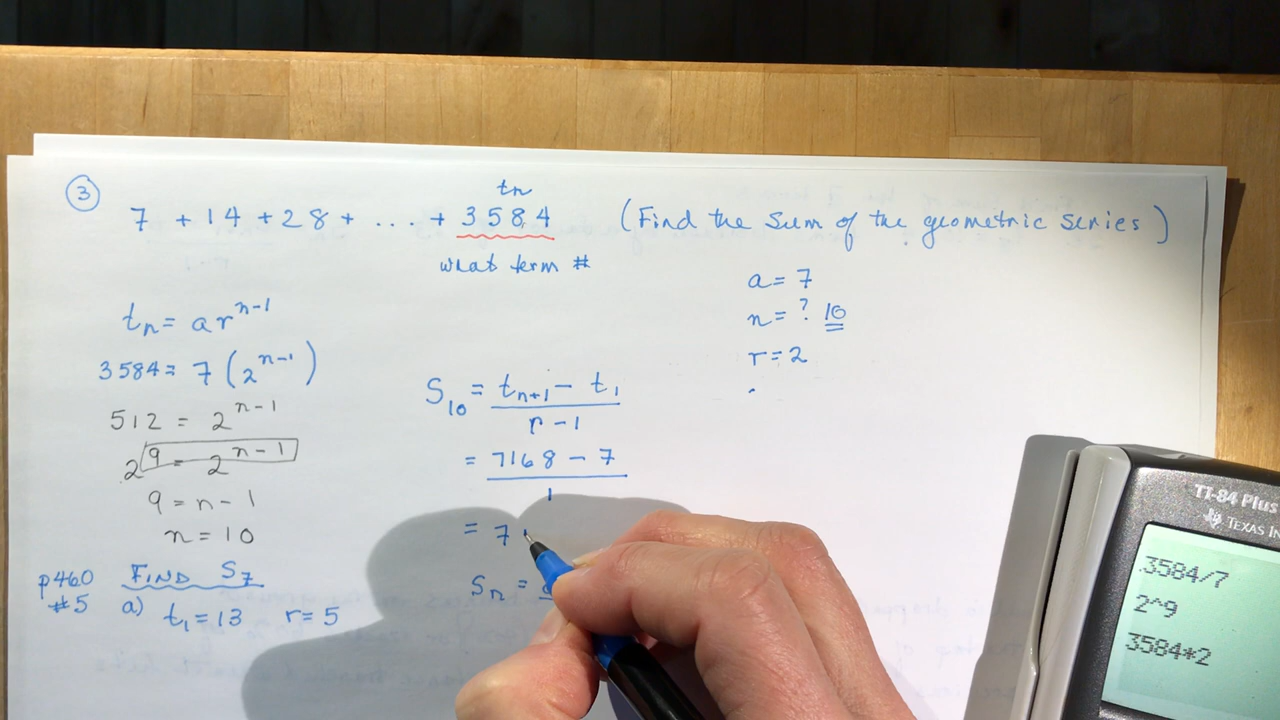 ③
tn
7 + 14 + 28 + ... + 3584 (Find the sum of the geometric series)
what term #
a = 7
n = ? 10
r = 2
tn = ar^n-1
3584 = 7(2^n-1)
512 = 2^n-1
2^9 = 2^n-1
9 = n - 1
n = 10
S10 = tn+1 - t1
r - 1
= 7168 - 7
1
= 7
Sn =
p460 FIND S7
#5 a) t1 = 13 r = 5
TI-84 Plus
TEXAS IN
3584/7
2^9
3584*2